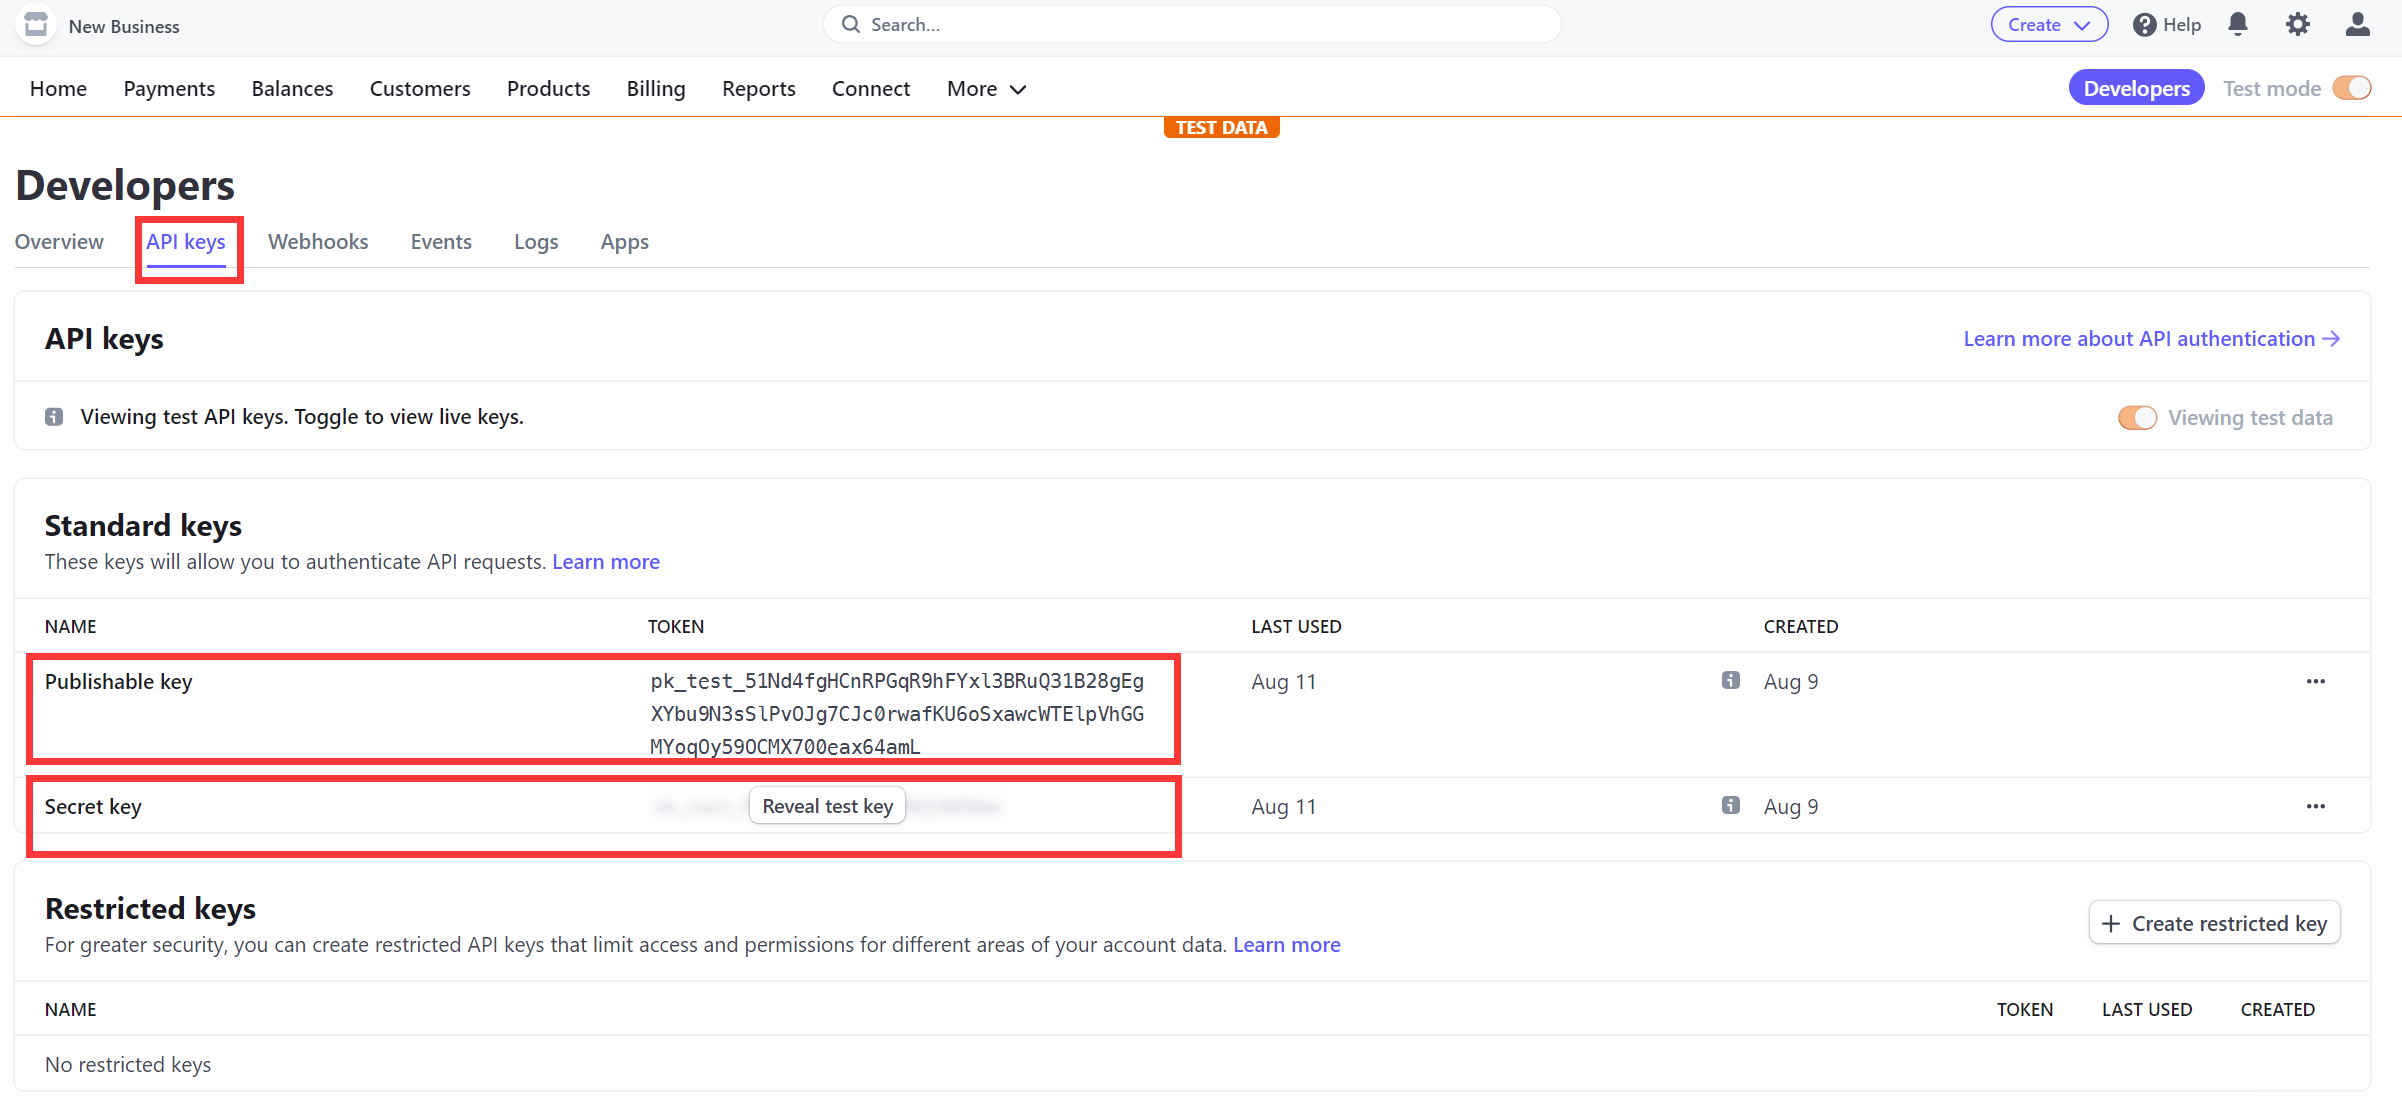 New Business
Search...
Create
Help
Home Payments Balances Customers Products Billing Reports Connect More
Developers
Test mode
TEST DATA
Developers
Overview API keys Webhooks Events Logs Apps
API keys
Learn more about API authentication →
Viewing test API keys. Toggle to view live keys.
Viewing test data
Standard keys
These keys will allow you to authenticate API requests. Learn more
NAME TOKEN LAST USED CREATED
Publishable key pk_test_51Nd4fgHCnRPGqR9hFYxl3BRuQ31B28gEg Aug 11 Aug 9
XYbu9N3sSlPvOJg7CJc0rwafKU6oSxawcWTElpVhGG
MYoqOy59OCMX700eax64amL
Secret key Reveal test key Aug 11 Aug 9
Restricted keys
+ Create restricted key
For greater security, you can create restricted API keys that limit access and permissions for different areas of your account data. Learn more
NAME TOKEN LAST USED CREATED
No restricted keys